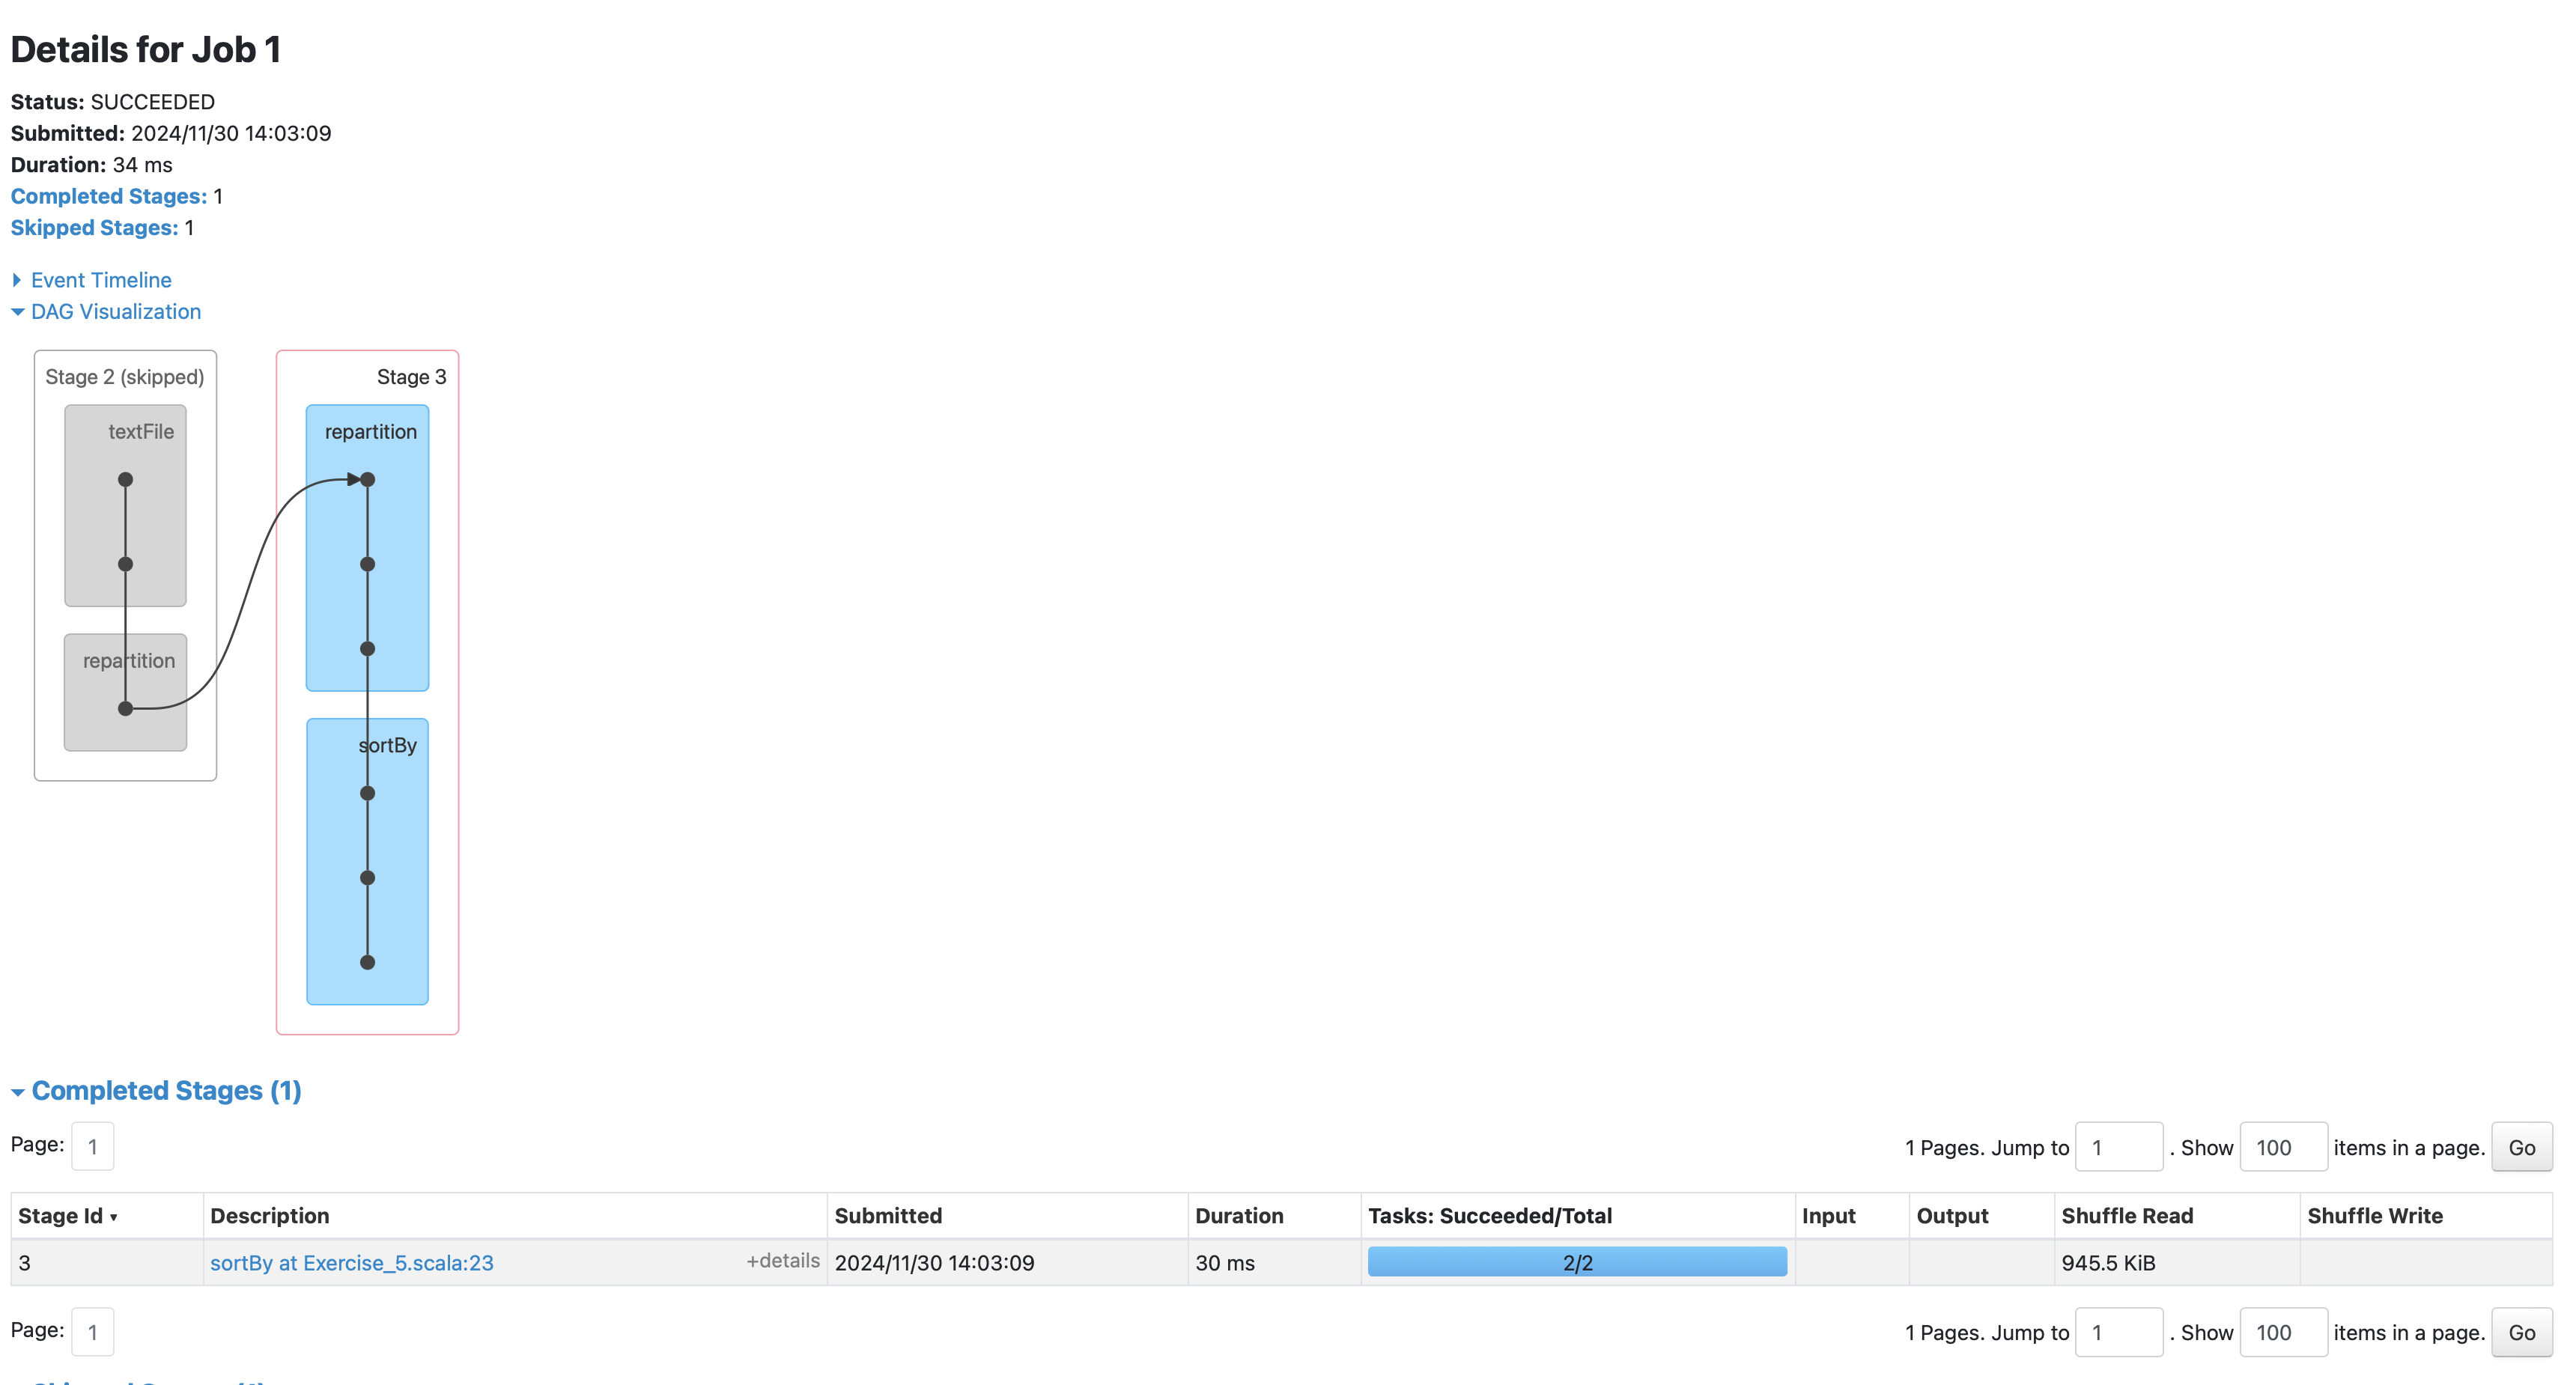 Details for Job 1
Status: SUCCEEDED
Submitted: 2024/11/30 14:03:09
Duration: 34 ms
Completed Stages: 1
Skipped Stages: 1
Event Timeline
DAG Visualization
Stage 2 (skipped)
textFile
repartition
Stage 3
repartition
sortBy
Completed Stages (1)
Page: 1 1 Pages. Jump to 1 . Show 100 items in a page. Go
Stage Id ▾ Description Submitted Duration Tasks: Succeeded/Total Input Output Shuffle Read Shuffle Write
3 sortBy at Exercise_5.scala:23 +details 2024/11/30 14:03:09 30 ms 2/2 945.5 KiB
Page: 1 1 Pages. Jump to 1 . Show 100 items in a page. Go